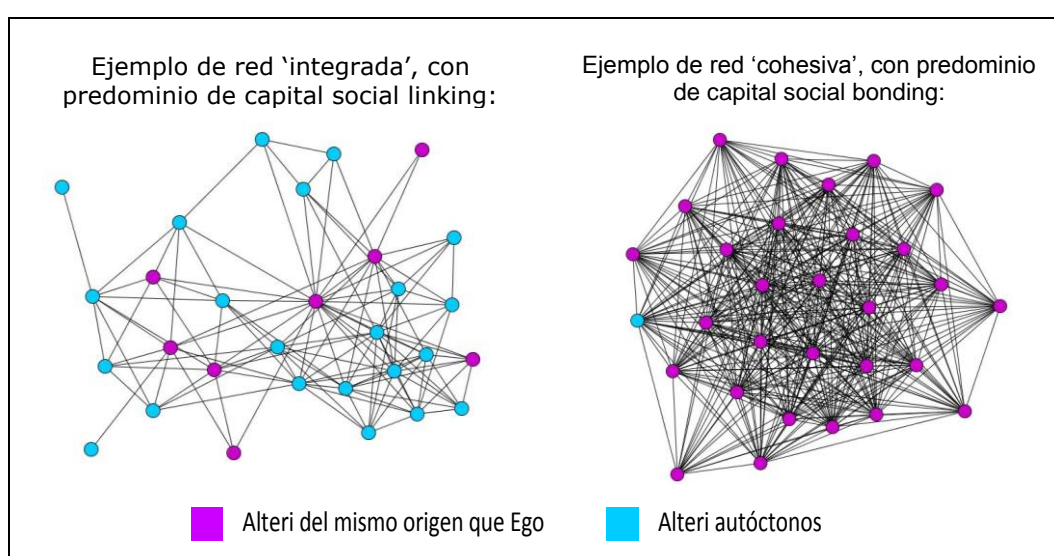 Ejemplo de red ‘integrada’, con
predominio de capital social linking:
Ejemplo de red ‘cohesiva’, con predominio
de capital social bonding:
Alteri del mismo origen que Ego
Alteri autóctonos